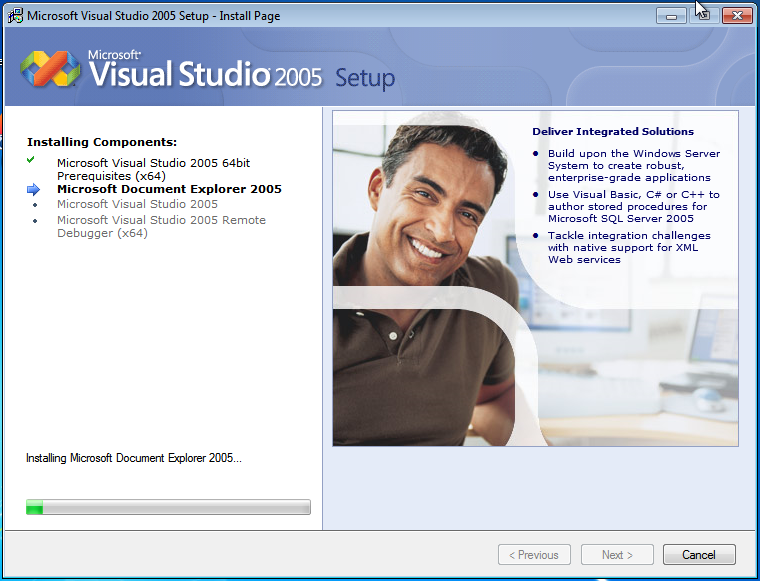 Microsoft Visual Studio 2005 Setup - Install Page
Microsoft®
Visual Studio 2005 Setup
Installing Components:
Microsoft Visual Studio 2005 64bit
Prerequisites (x64)
Microsoft Document Explorer 2005
Microsoft Visual Studio 2005
Microsoft Visual Studio 2005 Remote
Debugger (x64)
Installing Microsoft Document Explorer 2005...
Deliver Integrated Solutions
• Build upon the Windows Server
System to create robust,
enterprise-grade applications
• Use Visual Basic, C# or C++ to
author stored procedures for
Microsoft SQL Server 2005
• Tackle integration challenges
with native support for XML
Web services
< Previous
Next >
Cancel